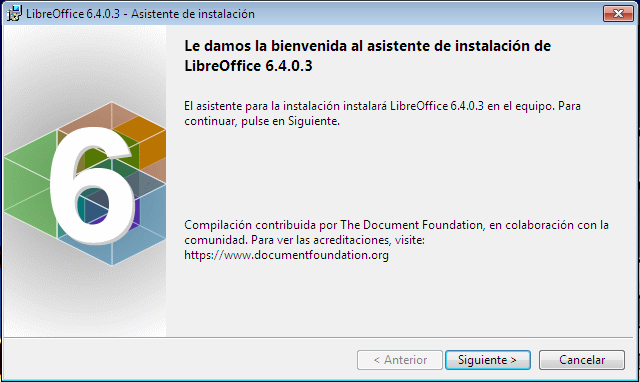 LibreOffice 6.4.0.3 - Asistente de instalación
Le damos la bienvenida al asistente de instalación de
LibreOffice 6.4.0.3
El asistente para la instalación instalará LibreOffice 6.4.0.3 en el equipo. Para
continuar, pulse en Siguiente.
6
Compilación contribuida por The Document Foundation, en colaboración con la
comunidad. Para ver las acreditaciones, visite:
https://www.documentfoundation.org
< Anterior
Siguiente >
Cancelar